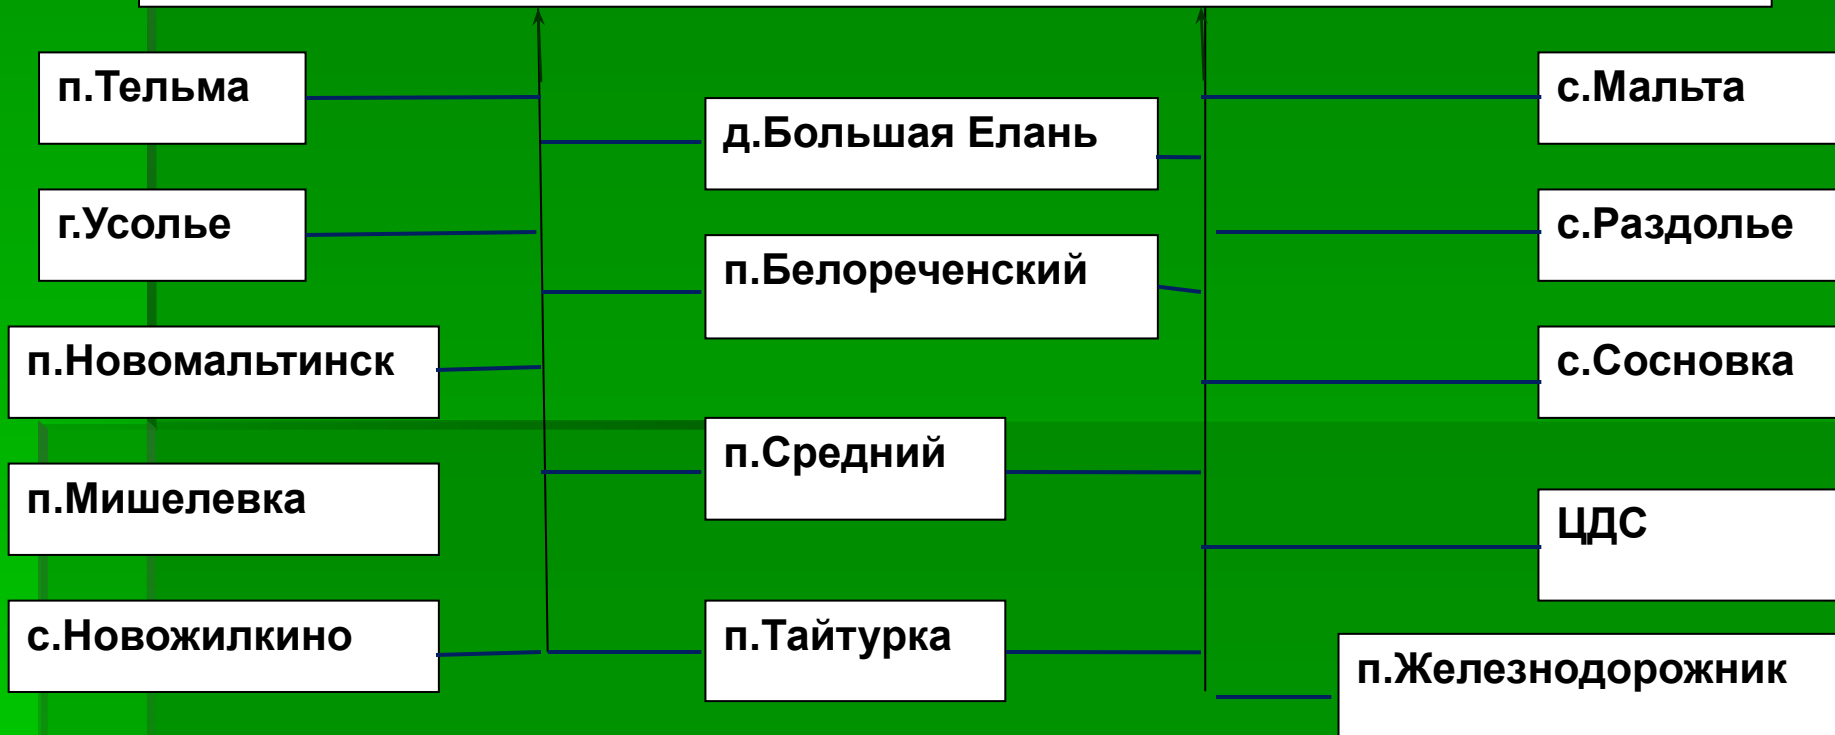 п.Тельма
г.Усолье
п.Новомальтинск
п.Мишелевка
с.Новожилкино
д.Большая Елань
п.Белореченский
п.Средний
п.Тайтурка
с.Мальта
с.Раздолье
с.Сосновка
ЦДС
п.Железнодорожник